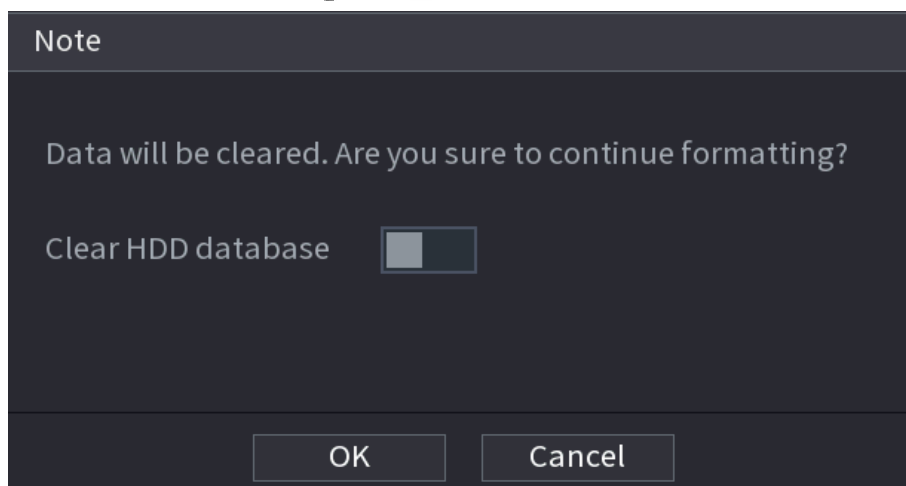 Note
Data will be cleared. Are you sure to continue formatting?
Clear HDD database
OK
Cancel